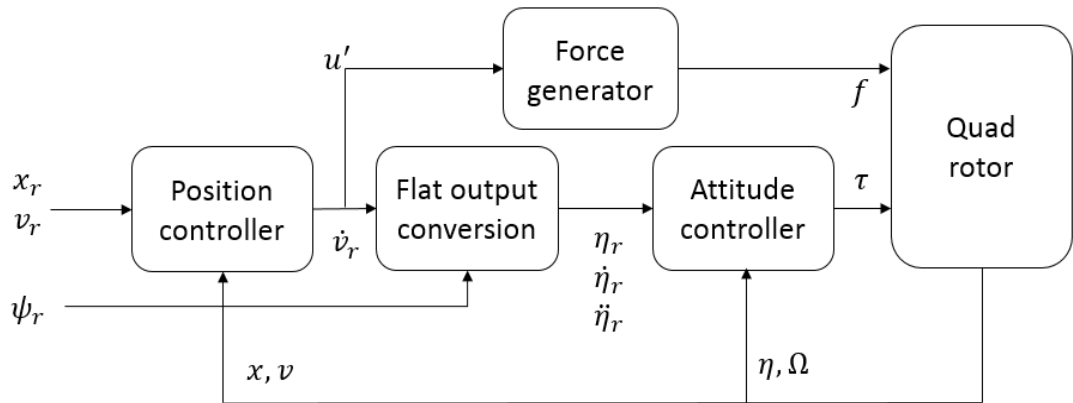 u′
Force
generator
f
Quad
rotor
x_r
v_r
Position
controller
v̇_r
Flat output
conversion
η_r
η̇_r
η̈_r
Attitude
controller
τ
ψ_r
x, v
η, Ω